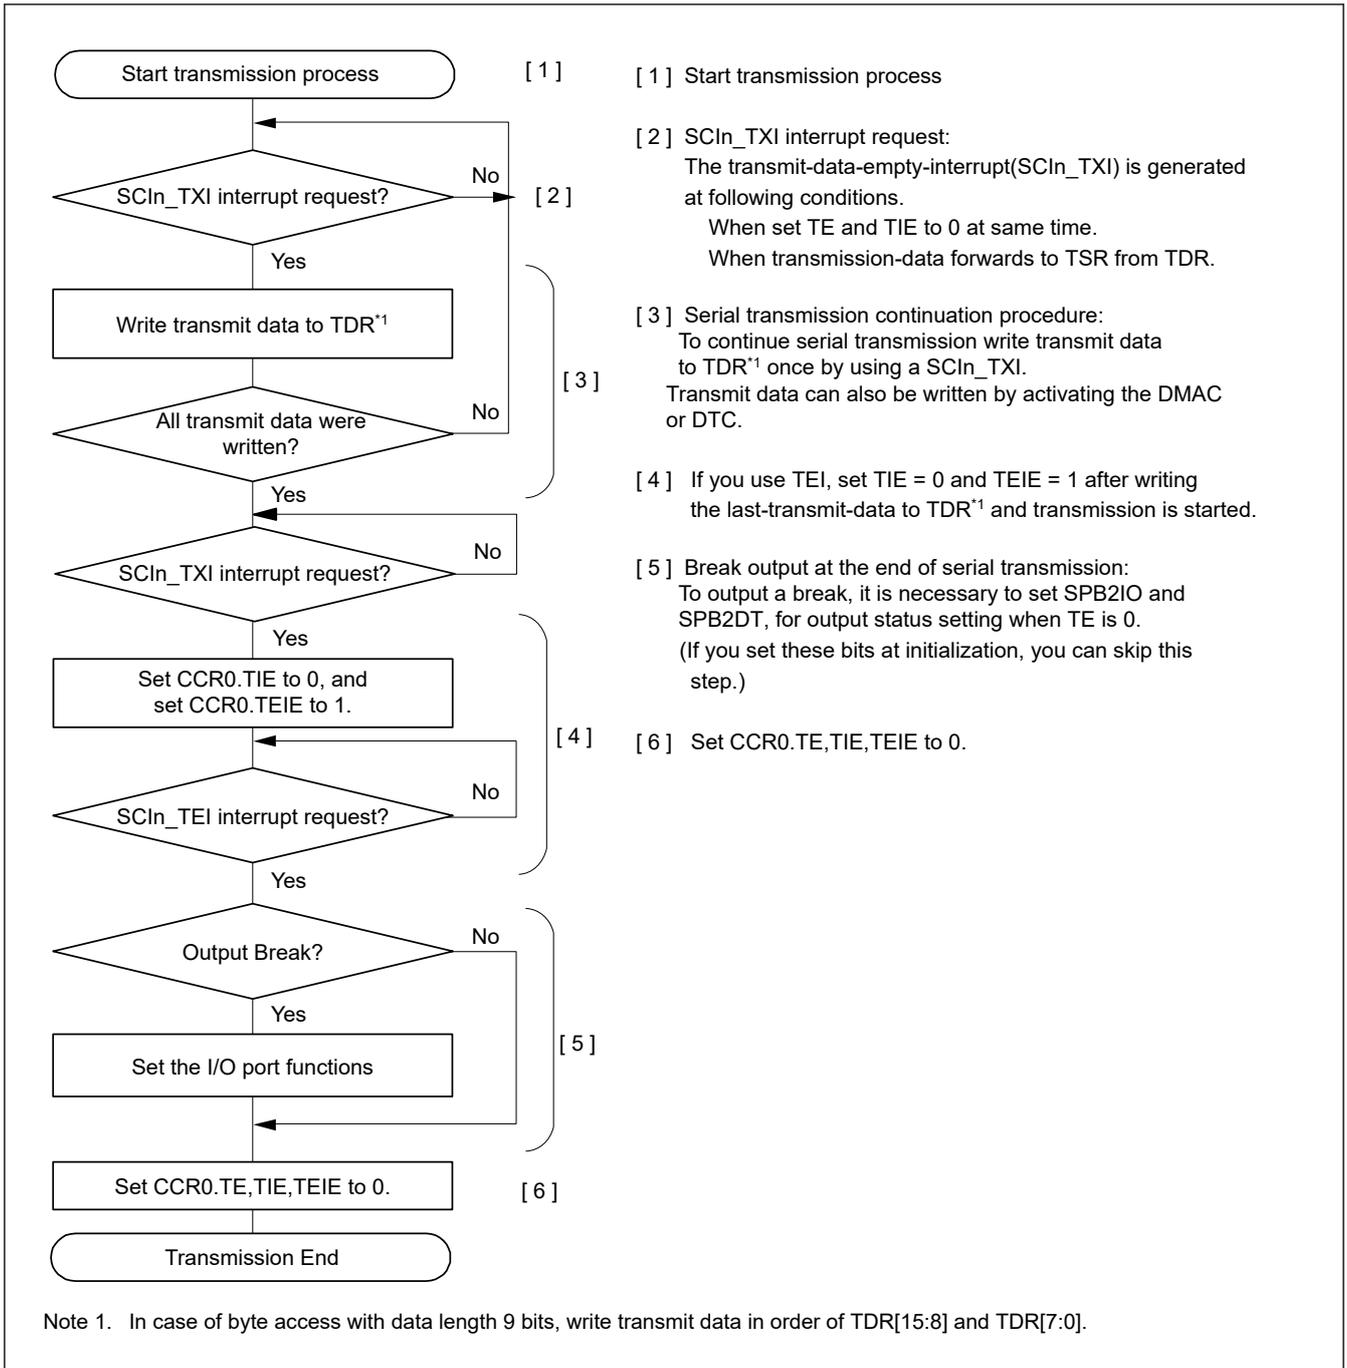 Start transmission process
[ 1 ]
SCIn_TXI interrupt request?
No
[ 2 ]
Yes
Write transmit data to TDR*1
[ 3 ]
All transmit data were
written?
No
Yes
SCIn_TXI interrupt request?
No
Yes
Set CCR0.TIE to 0, and
set CCR0.TEIE to 1.
[ 4 ]
SCIn_TEI interrupt request?
No
Yes
Output Break?
No
Yes
Set the I/O port functions
[ 5 ]
Set CCR0.TE,TIE,TEIE to 0.
[ 6 ]
Transmission End
[ 1 ] Start transmission process
[ 2 ] SCIn_TXI interrupt request:
The transmit-data-empty-interrupt(SCIn_TXI) is generated
at following conditions.
When set TE and TIE to 0 at same time.
When transmission-data forwards to TSR from TDR.
[ 3 ] Serial transmission continuation procedure:
To continue serial transmission write transmit data
to TDR*1 once by using a SCIn_TXI.
Transmit data can also be written by activating the DMAC
or DTC.
[ 4 ] If you use TEI, set TIE = 0 and TEIE = 1 after writing
the last-transmit-data to TDR*1 and transmission is started.
[ 5 ] Break output at the end of serial transmission:
To output a break, it is necessary to set SPB2IO and
SPB2DT, for output status setting when TE is 0.
(If you set these bits at initialization, you can skip this
step.)
[ 6 ] Set CCR0.TE,TIE,TEIE to 0.
Note 1. In case of byte access with data length 9 bits, write transmit data in order of TDR[15:8] and TDR[7:0].